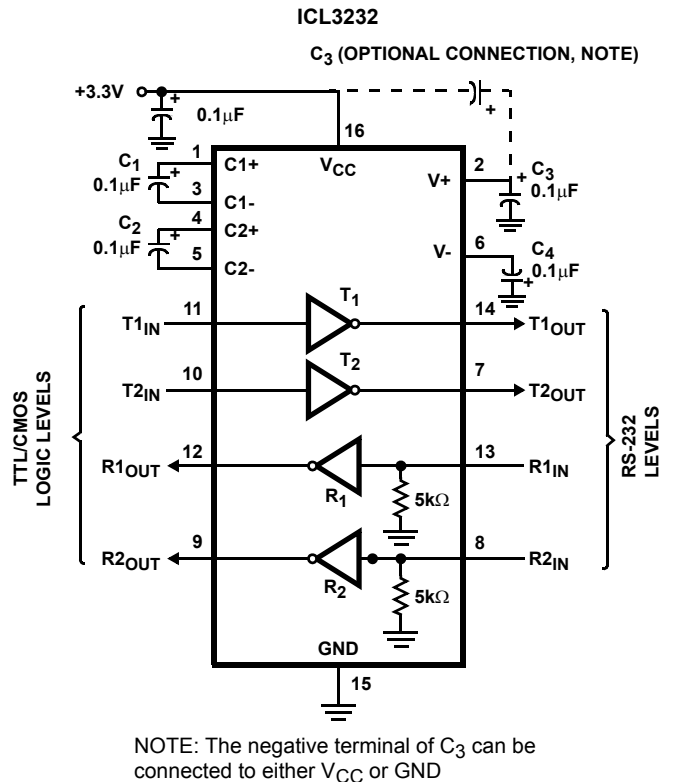 ICL3232
C3 (OPTIONAL CONNECTION, NOTE)
+3.3V
+
0.1µF
+
16
1
C1+
VCC
2
C1
0.1µF
+
3
C1-
V+
+
C3
0.1µF
4
C2+
C2
0.1µF
+
5
C2-
6
V-
C4
0.1µF
+
T1
T1IN
11
14
T1OUT
T2
T2IN
10
7
T2OUT
TTL/CMOS
LOGIC LEVELS
RS-232
LEVELS
R1OUT
12
13
R1IN
R1
5kΩ
R2OUT
9
8
R2IN
R2
5kΩ
GND
15
NOTE: The negative terminal of C3 can be
connected to either VCC or GND